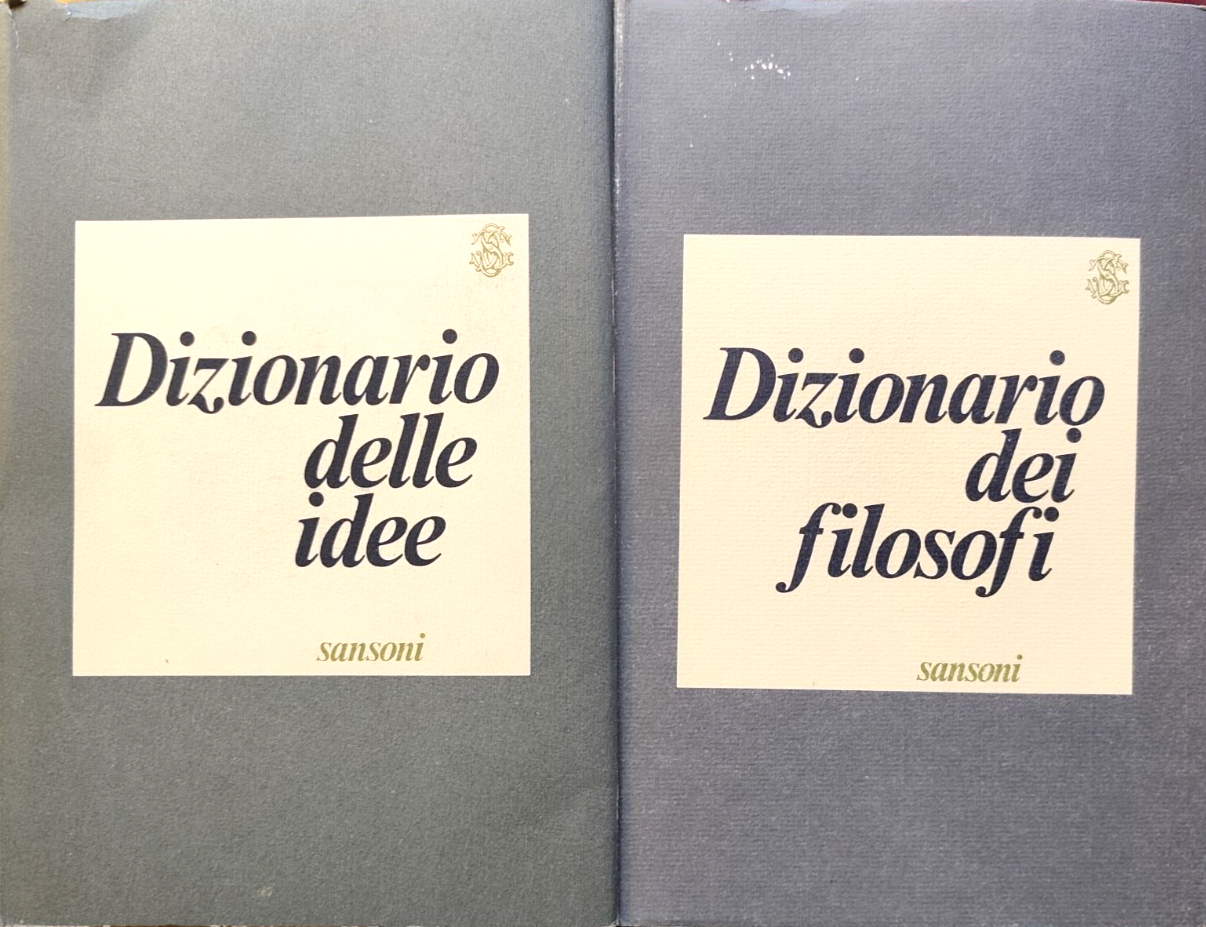 Dizionario
delle
idee
sansoni
Dizionario
dei
filosofi
sansoni